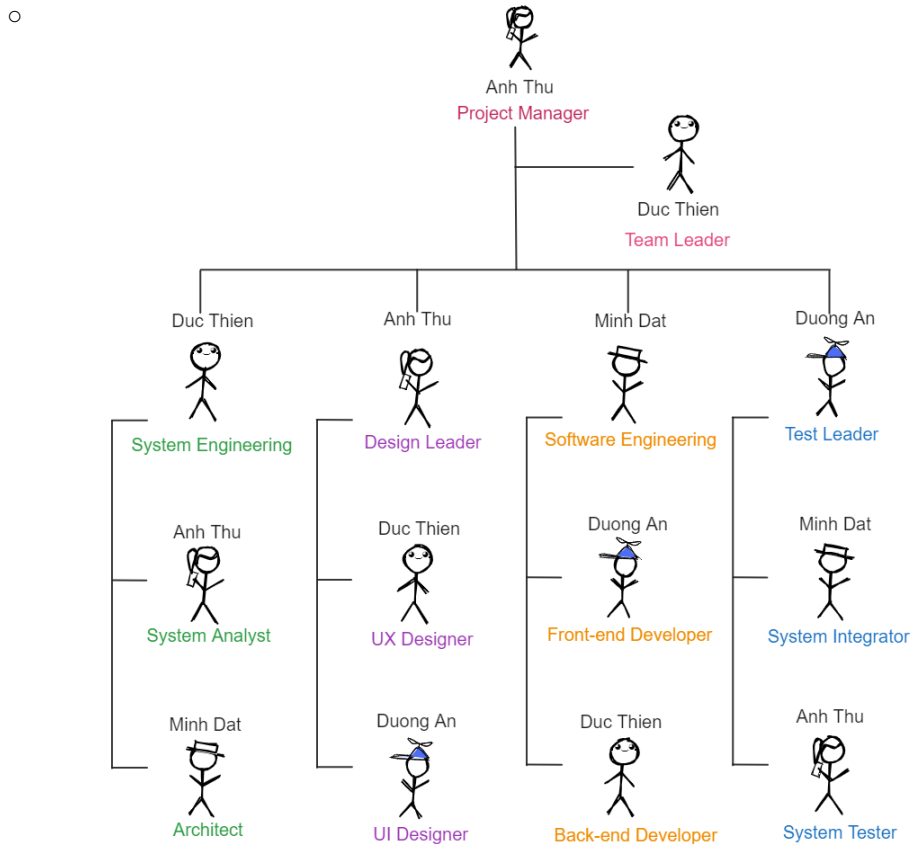 Anh Thu
Project Manager
Duc Thien
Team Leader
Duc Thien
Anh Thu
Minh Dat
Duong An
System Engineering
Design Leader
Software Engineering
Test Leader
Anh Thu
Duc Thien
Duong An
Minh Dat
System Analyst
UX Designer
Front-end Developer
System Integrator
Minh Dat
Duong An
Duc Thien
Anh Thu
Architect
UI Designer
Back-end Developer
System Tester